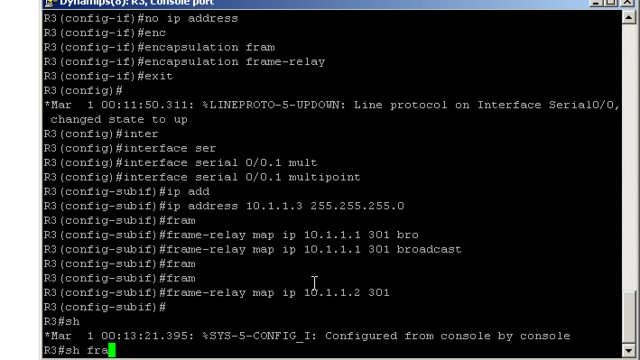 Dynamips(8): R3, Console port
R3(config-if)#no ip address
R3(config-if)#enc
R3(config-if)#encapsulation fram
R3(config-if)#encapsulation frame-relay
R3(config-if)#exit
R3(config)#
*Mar  1 00:11:50.311: %LINEPROTO-5-UPDOWN: Line protocol on Interface Serial0/0,
 changed state to up
R3(config)#inter
R3(config)#interface ser
R3(config)#interface serial 0/0.1 mult
R3(config)#interface serial 0/0.1 multipoint
R3(config-subif)#ip add
R3(config-subif)#ip address 10.1.1.3 255.255.255.0
R3(config-subif)#fram
R3(config-subif)#frame-relay map ip 10.1.1.1 301 bro
R3(config-subif)#frame-relay map ip 10.1.1.1 301 broadcast
R3(config-subif)#fram
R3(config-subif)#fram
R3(config-subif)#frame-relay map ip 10.1.1.2 301
R3(config-subif)#
R3#sh
*Mar  1 00:13:21.395: %SYS-5-CONFIG_I: Configured from console by console
R3#sh fra